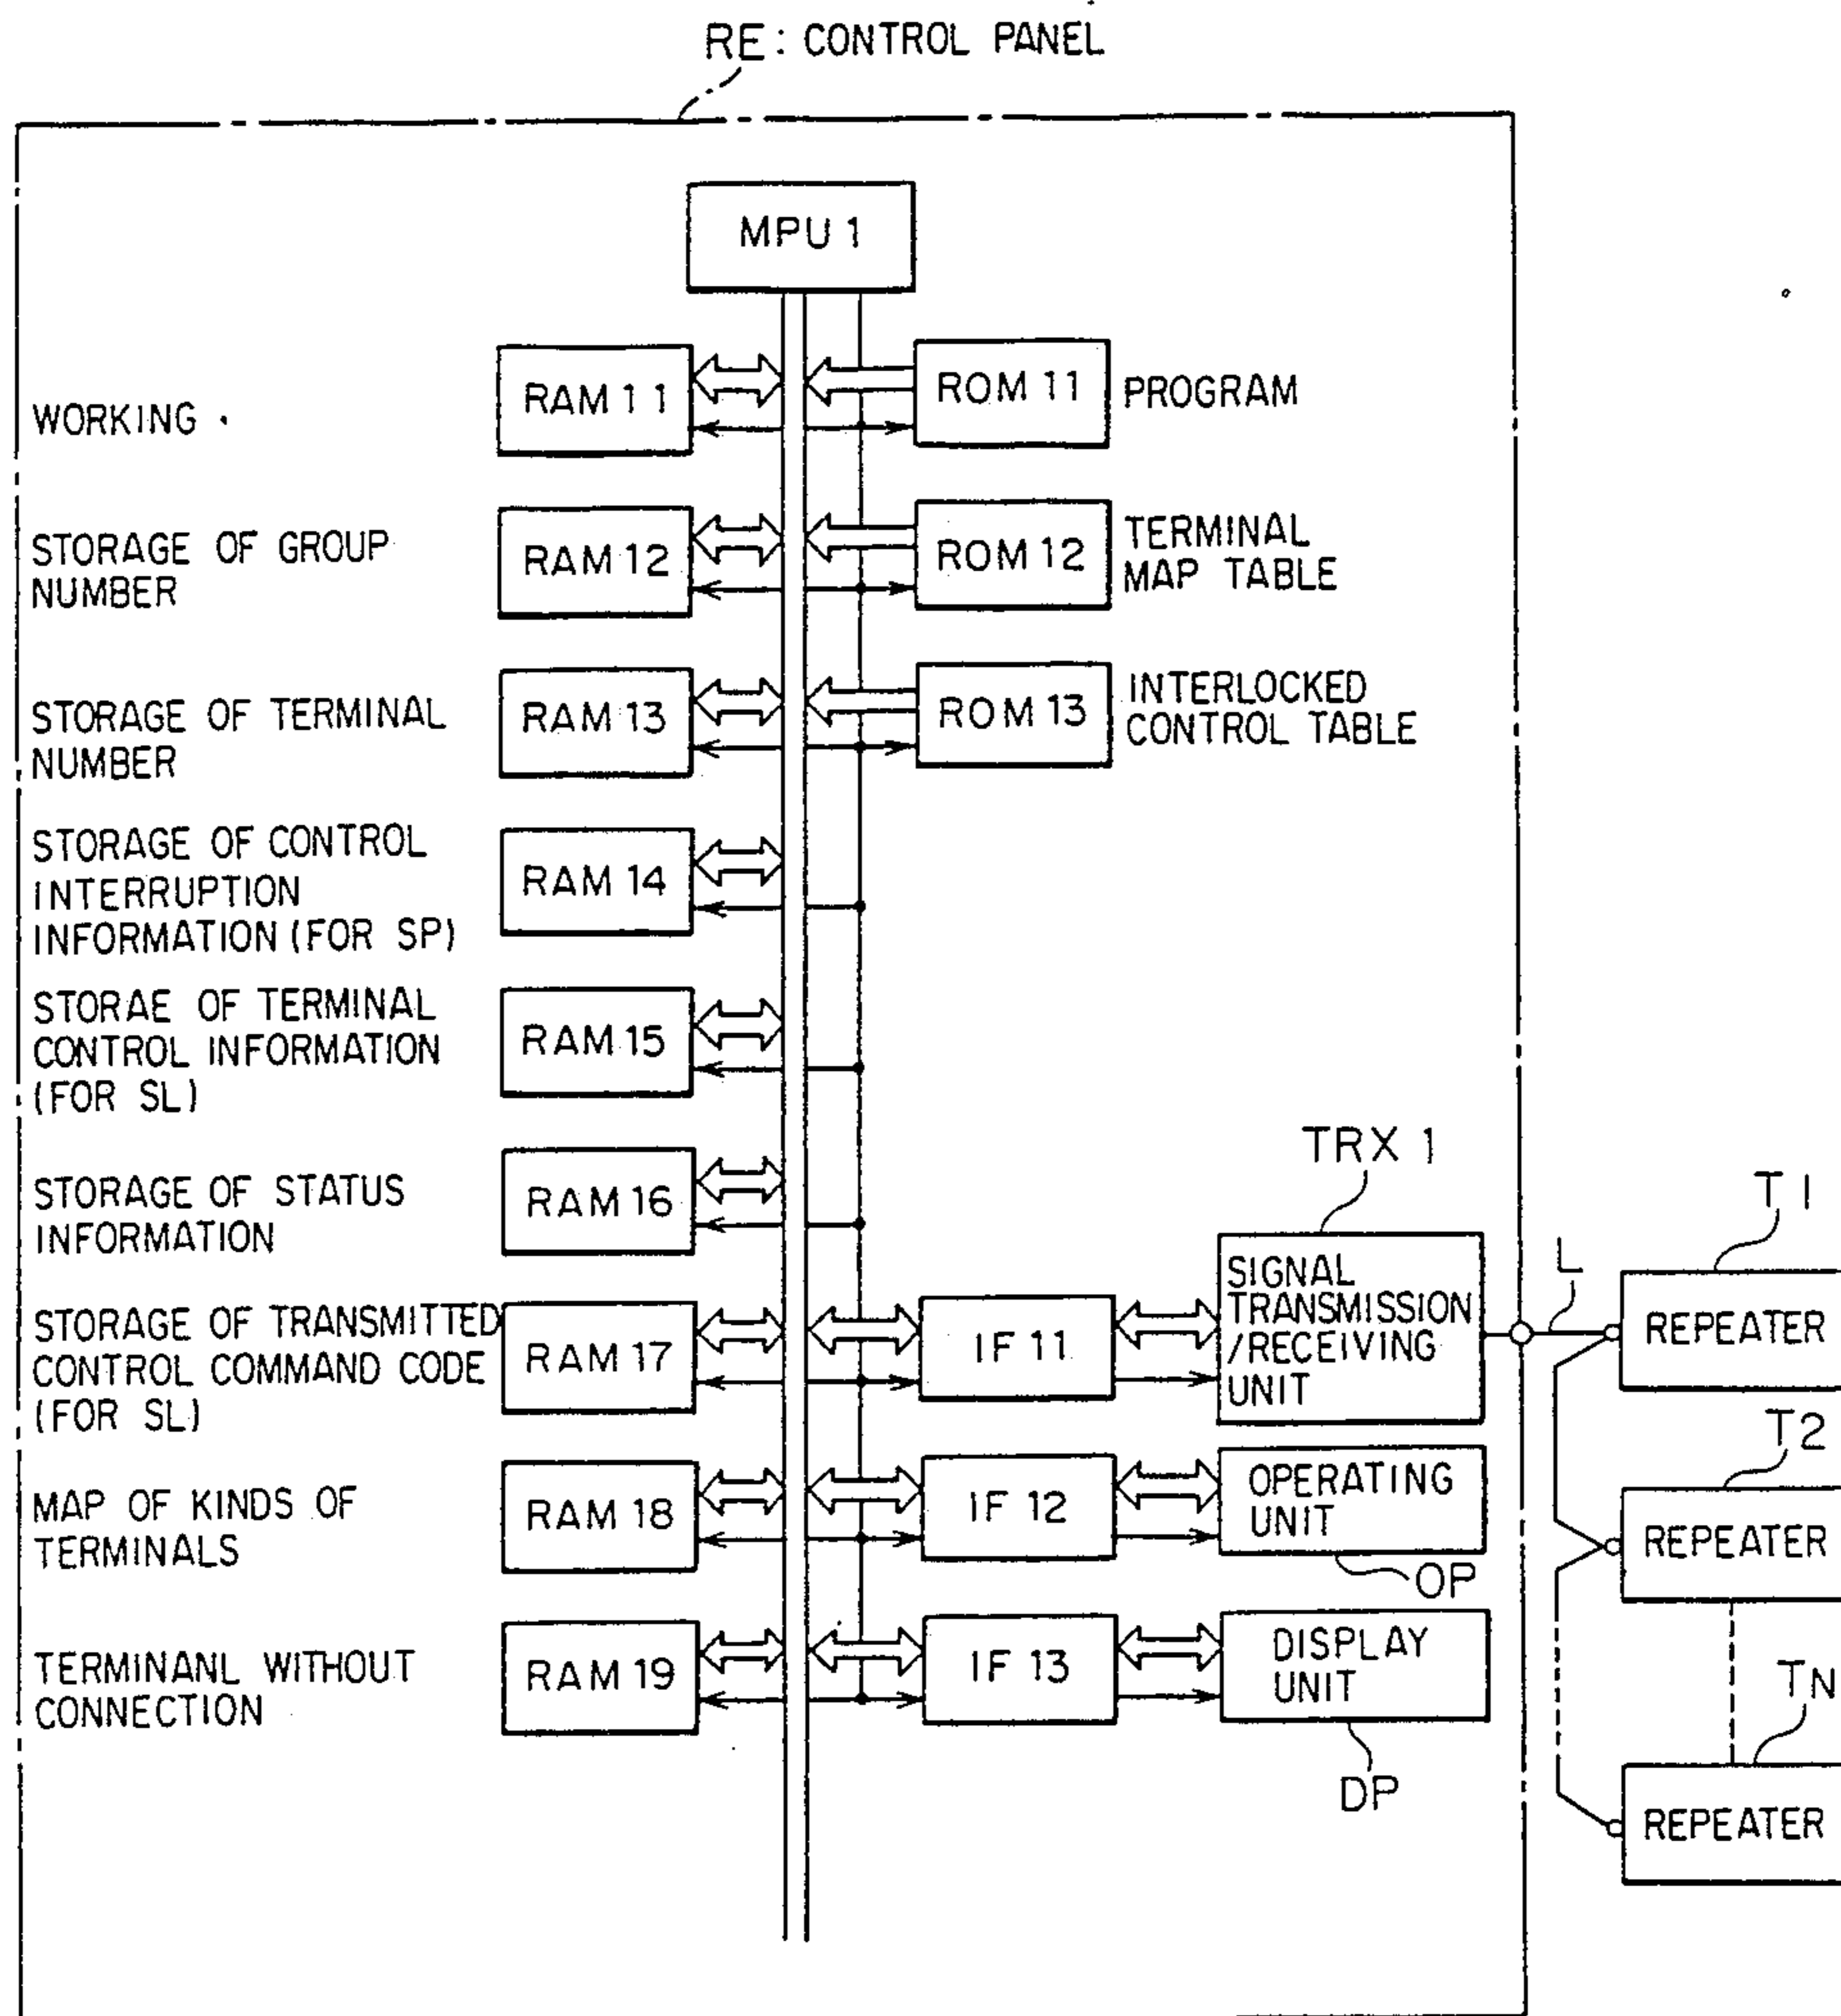 RE: CONTROL PANEL
MPU 1
WORKING
RAM 11
ROM 11
PROGRAM
STORAGE OF GROUP
NUMBER
RAM 12
ROM 12
TERMINAL
MAP TABLE
STORAGE OF TERMINAL
NUMBER
RAM 13
ROM 13
INTERLOCKED
CONTROL TABLE
STORAGE OF CONTROL
INTERRUPTION
INFORMATION (FOR SP)
RAM 14
STORAE OF TERMINAL
CONTROL INFORMATION
(FOR SL)
RAM 15
STORAGE OF STATUS
INFORMATION
RAM 16
TRX 1
STORAGE OF TRANSMITTED
CONTROL COMMAND CODE
(FOR SL)
RAM 17
IF 11
SIGNAL
TRANSMISSION
/RECEIVING
UNIT
L
T1
REPEATER
MAP OF KINDS OF
TERMINALS
RAM 18
IF 12
OPERATING
UNIT
OP
T2
REPEATER
TERMINANL WITHOUT
CONNECTION
RAM 19
IF 13
DISPLAY
UNIT
DP
TN
REPEATER